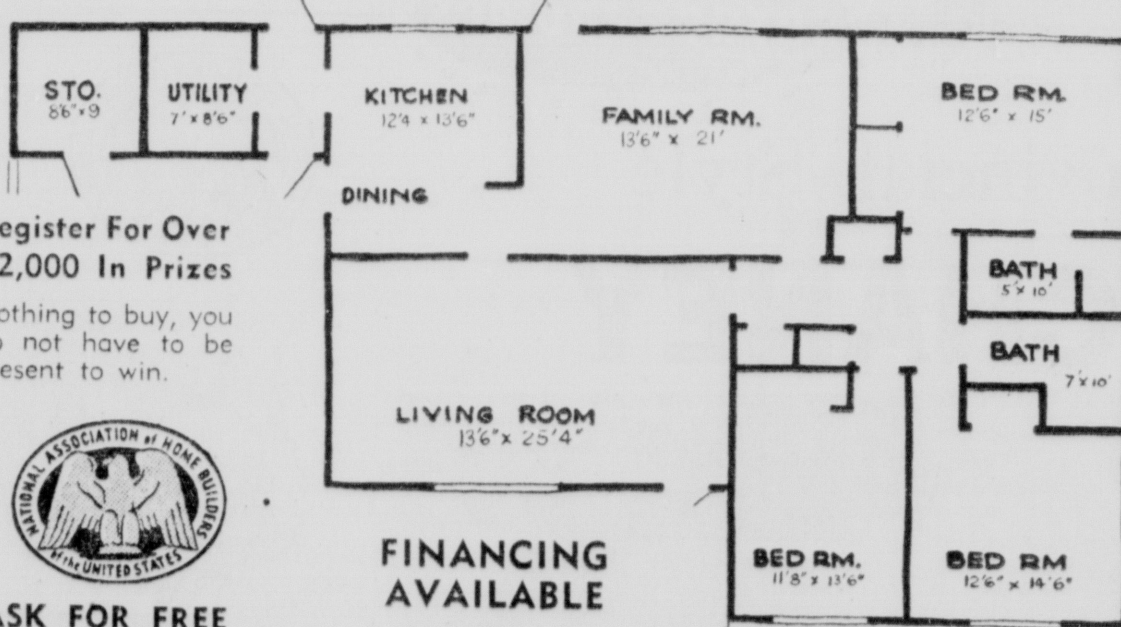 STO.
8'6"x9
UTILITY
7' x 8'6"
KITCHEN
12'4 x 13'6"
DINING
FAMILY RM.
13'6" x 21'
BED RM.
12'6" x 15'
BATH
5'x 10'
BATH
7'x10'
LIVING ROOM
13'6" x 25'4"
BED RM.
11'8" x 13'6"
BED RM
12'6" x 14'6"
egister For Over
2,000 In Prizes
othing to buy, you
o not have to be
esent to win.
NATIONAL ASSOCIATION of HOME BUILDERS
of the UNITED STATES
FINANCING
AVAILABLE
ASK FOR FREE